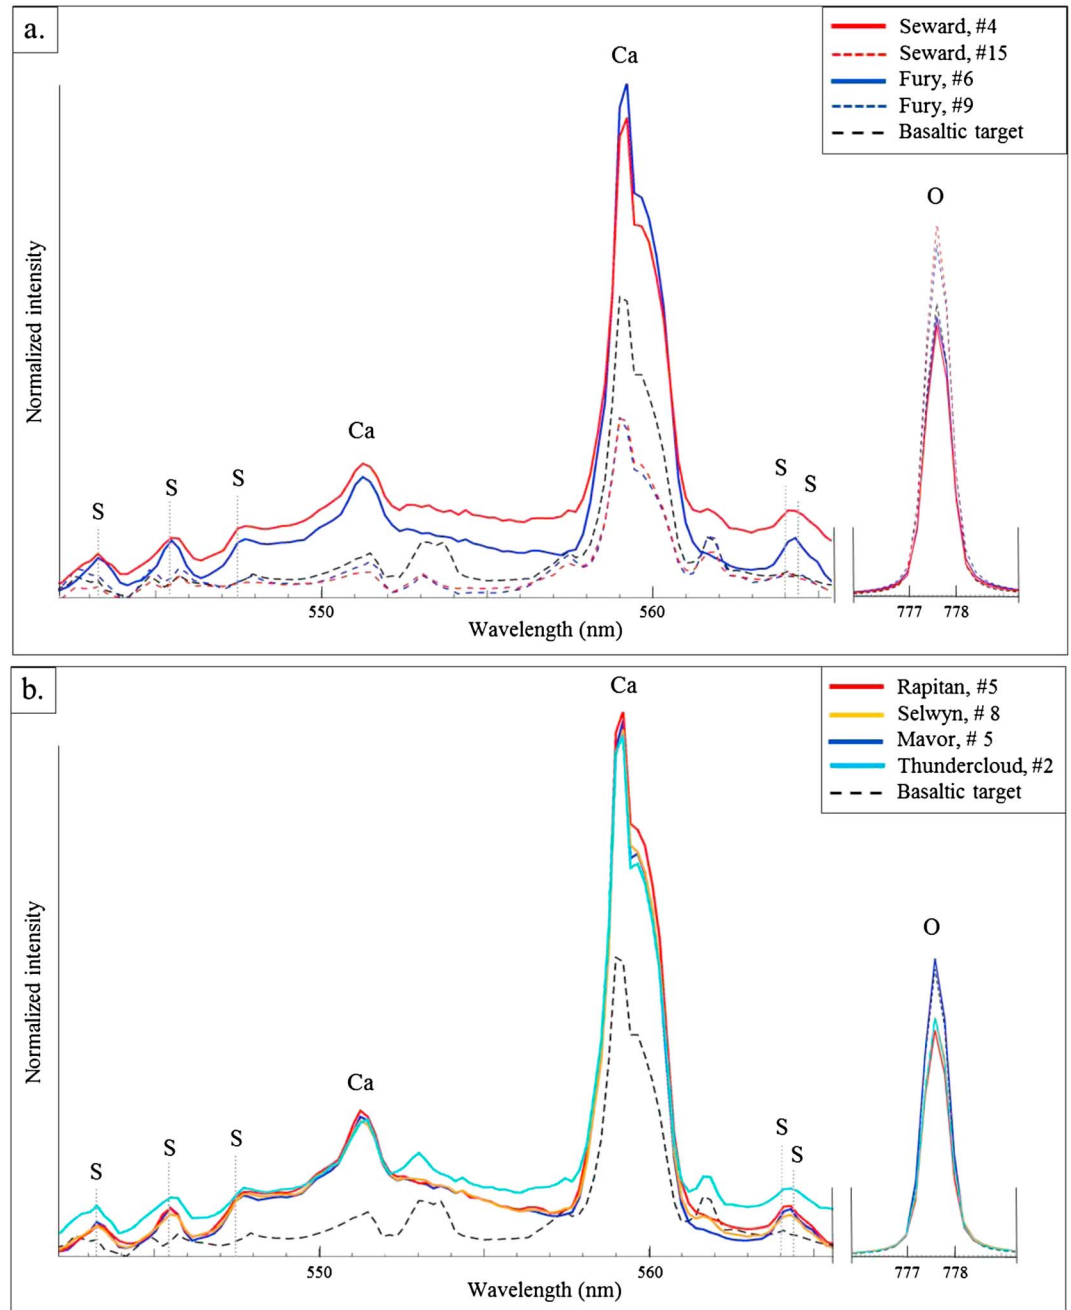 a.
Seward, #4
Seward, #15
Fury, #6
Fury, #9
Basaltic target
Ca
O
Ca
S
S
S
S
S
Normalized intensity
550
560
777
778
Wavelength (nm)
b.
Rapitan, #5
Selwyn, # 8
Mavor, # 5
Thundercloud, #2
Basaltic target
Ca
O
Ca
S
S
S
S
S
Normalized intensity
550
560
777
778
Wavelength (nm)